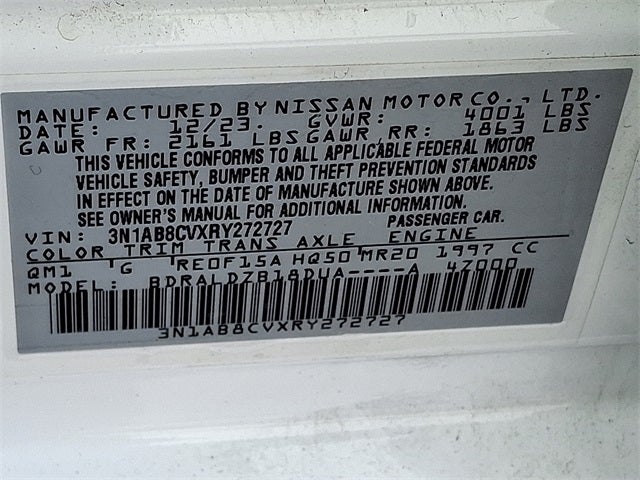 MANUFACTURED BY NISSAN MOTOR CO., LTD.
DATE: 12/23. GVWR: 4001 LBS
GAWR FR: 2161 LBS GAWR RR: 1863 LBS
THIS VEHICLE CONFORMS TO ALL APPLICABLE FEDERAL MOTOR
VEHICLE SAFETY, BUMPER AND THEFT PREVENTION STANDARDS
IN EFFECT ON THE DATE OF MANUFACTURE SHOWN ABOVE.
SEE OWNER'S MANUAL FOR ADDITIONAL INFORMATION.
VIN: 3N1AB8CVXRY272727 PASSENGER CAR.
COLOR TRIM TRANS AXLE ENGINE
QM1 G RE0F15A HQ50 MR20 1997 CC
MODEL: BDRALDZB18DUA----A 4Z000
3N1AB8CVXRY272727